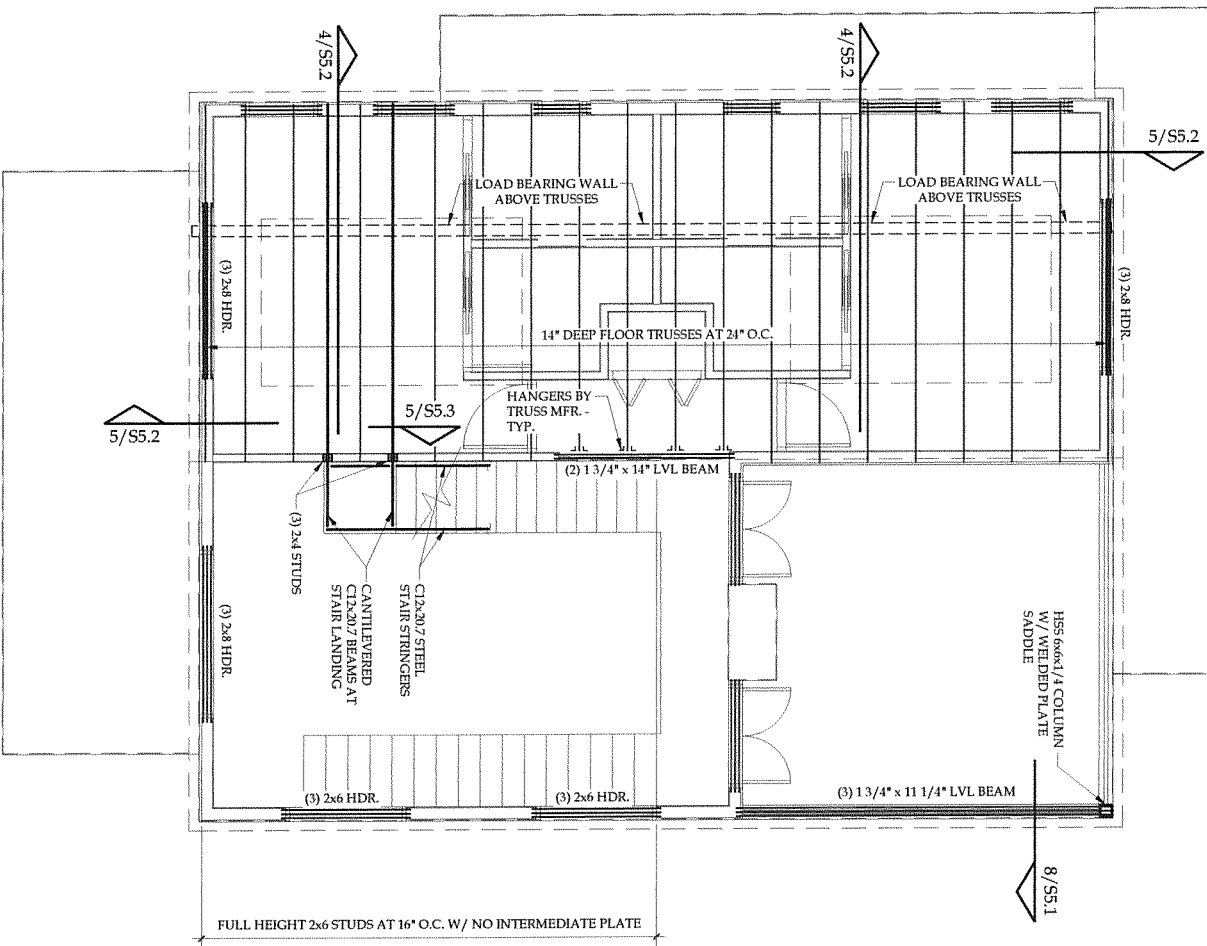 4/S5.2
4/S5.2
5/S5.2
LOAD BEARING WALL
ABOVE TRUSSES
LOAD BEARING WALL
ABOVE TRUSSES
(3) 2x8 HDR.
(3) 2x8 HDR.
14" DEEP FLOOR TRUSSES AT 24" O.C.
HANGERS BY
TRUSS MFR. -
TYP.
5/S5.2
5/S5.3
(2) 1 3/4" x 14" LVL BEAM
(3) 2x4 STUDS
CANTILEVERED
C12x20.7 BEAMS AT
STAIR LANDING
C12x20.7 STEEL
STAIR STRINGERS
(3) 2x8 HDR.
HSS 6x6x1/4 COLUMN
W/ WELDED PLATE
SADDLE
(3) 2x6 HDR.
(3) 2x6 HDR.
(3) 1 3/4" x 11 1/4" LVL BEAM
8/S5.1
FULL HEIGHT 2x6 STUDS AT 16" O.C. W/ NO INTERMEDIATE PLATE